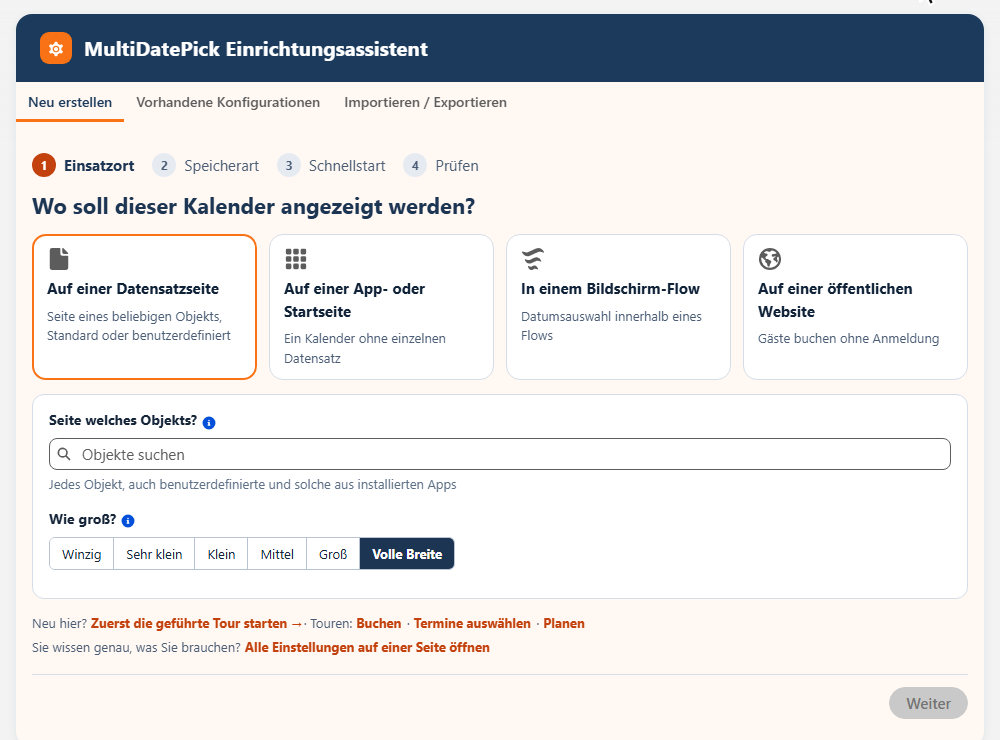 MultiDatePick Einrichtungsassistent
Neu erstellen
Vorhandene Konfigurationen
Importieren / Exportieren
1 Einsatzort
2 Speicherart
3 Schnellstart
4 Prüfen
Wo soll dieser Kalender angezeigt werden?
Auf einer Datensatzseite
Seite eines beliebigen Objekts,
Standard oder benutzerdefiniert
Auf einer App- oder
Startseite
Ein Kalender ohne einzelnen
Datensatz
In einem Bildschirm-Flow
Datumsauswahl innerhalb eines
Flows
Auf einer öffentlichen
Website
Gäste buchen ohne Anmeldung
Seite welches Objekts?
Objekte suchen
Jedes Objekt, auch benutzerdefinierte und solche aus installierten Apps
Wie groß?
Winzig
Sehr klein
Klein
Mittel
Groß
Volle Breite
Neu hier? Zuerst die geführte Tour starten →· Touren: Buchen · Termine auswählen · Planen
Sie wissen genau, was Sie brauchen? Alle Einstellungen auf einer Seite öffnen
Weiter